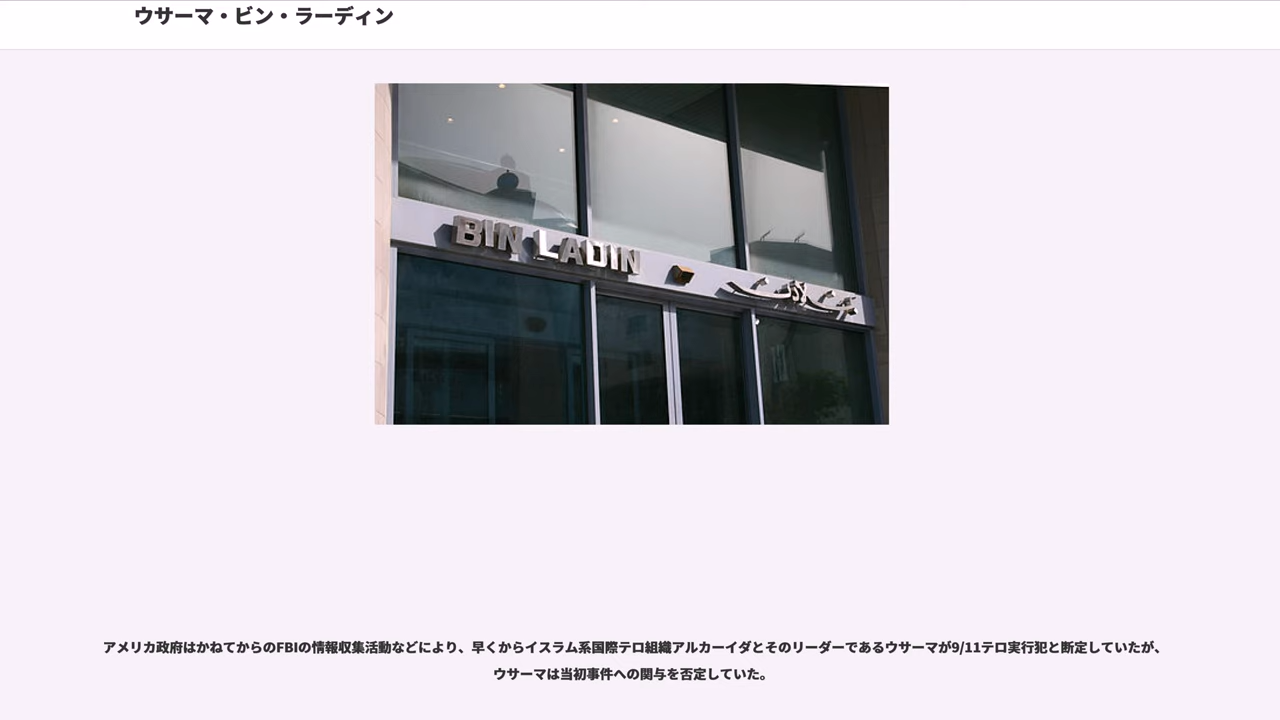 ウサーマ・ビン・ラーディン
BIN LADIN
アメリカ政府はかねてからのFBIの情報収集活動などにより、早くからイスラム系国際テロ組織アルカーイダとそのリーダーであるウサーマが9/11テロ実行犯と断定していたが、
ウサーマは当初事件への関与を否定していた。